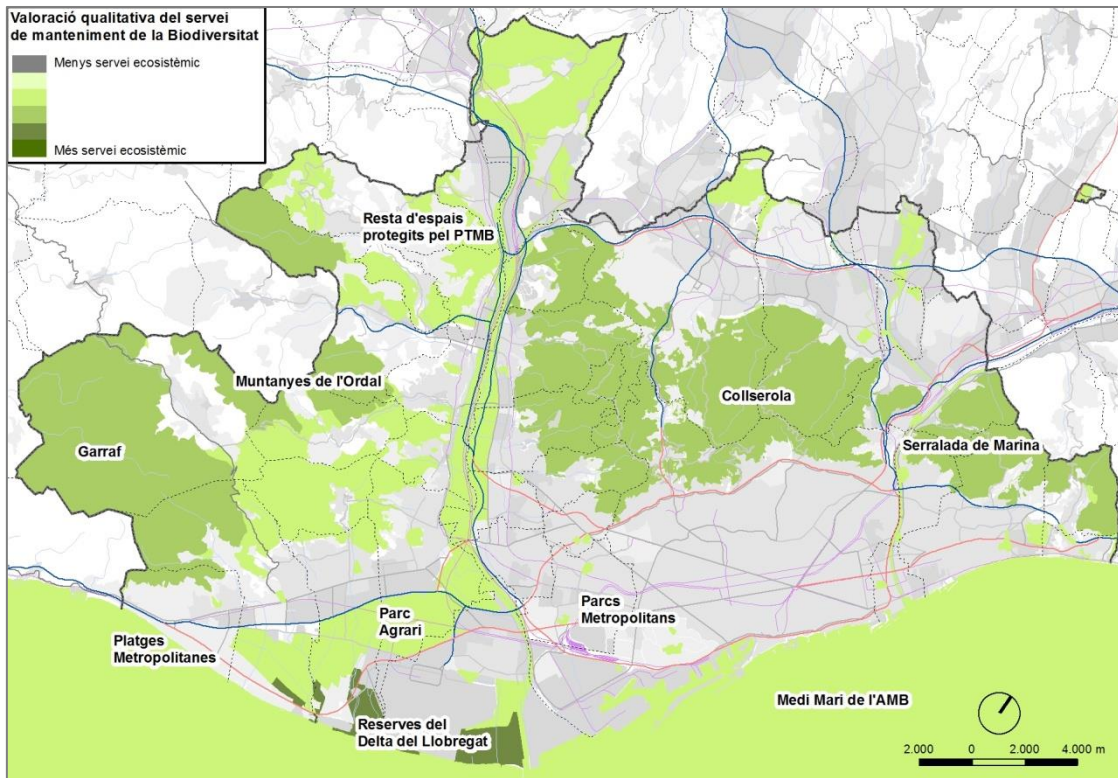 Valoració qualitativa del servei
de manteniment de la Biodiversitat
Menys servei ecosistèmic
Més servei ecosistèmic
Resta d'espais
protegits pel PTMB
Muntanyes de l'Ordal
Garraf
Collserola
Serralada de Marina
Parc
Agrari
Parcs
Metropolitans
Platges
Metropolitanes
Reserves del
Delta del Llobregat
Medi Mari de l'AMB
2.000 0 2.000 4.000 m